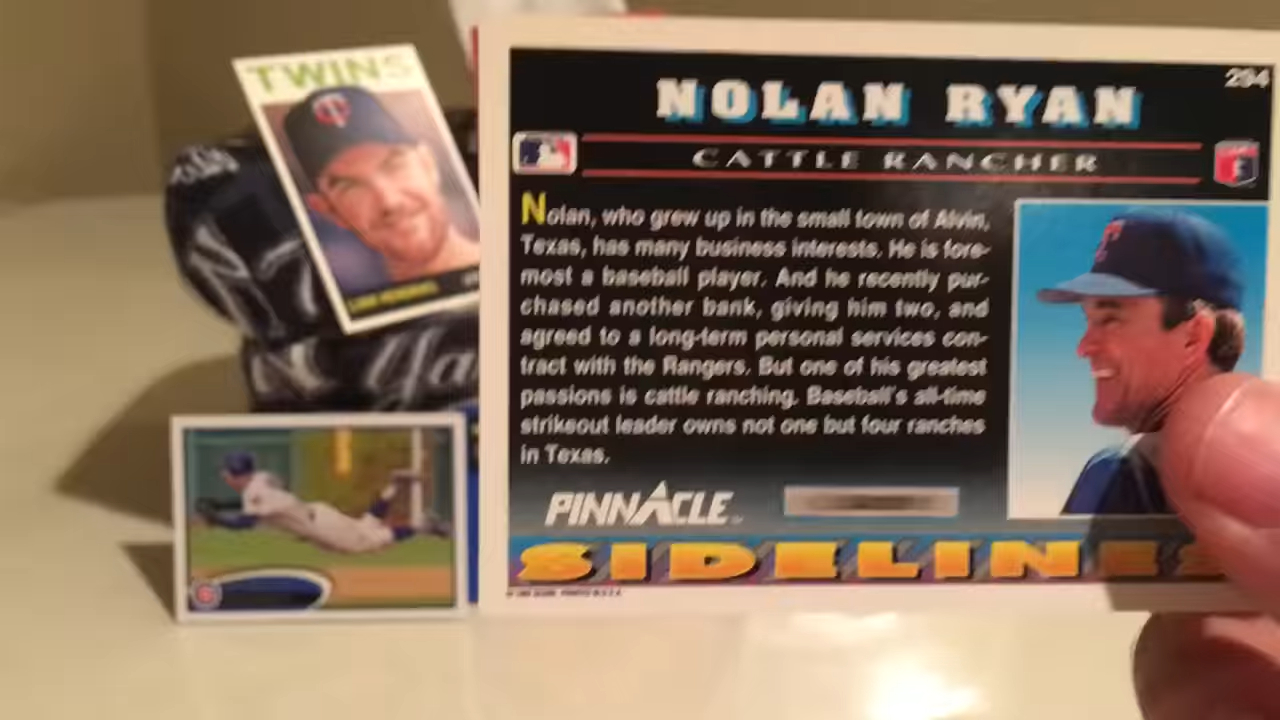 TWINS
294
NOLAN RYAN
CATTLE RANCHER
Nolan, who grew up in the small town of Alvin,
Texas, has many business interests. He is fore-
most a baseball player. And he recently pur-
chased another bank, giving him two, and
agreed to a long-term personal services con-
tract with the Rangers. But one of his greatest
passions is cattle ranching. Baseball's all-time
strikeout leader owns not one but four ranches
in Texas.
PINNACLE
SIDELINES